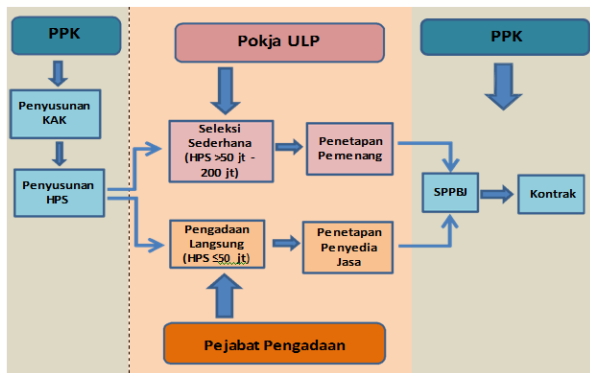 PPK
Penyusunan
KAK
Penyusunan
HPS
Pokja ULP
Seleksi
Sederhana
(HPS >50 jt -
200 jt)
Penetapan
Pemenang
Pengadaan
Langsung
(HPS ≤50 jt)
Penetapan
Penyedia
Jasa
Pejabat Pengadaan
PPK
SPPBJ
Kontrak